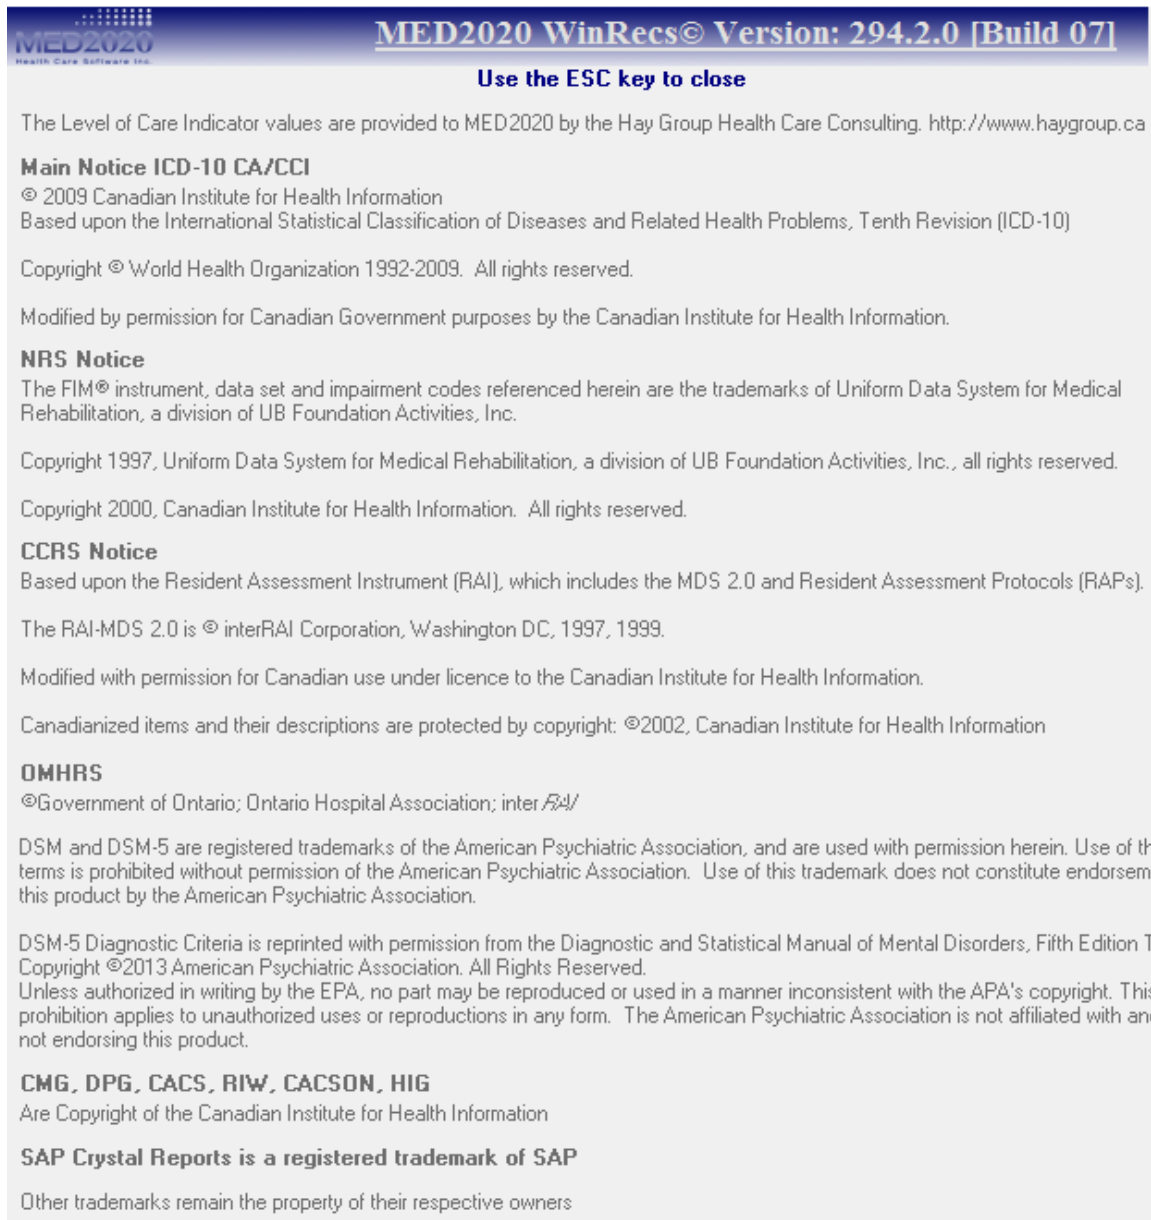 MED2020
Health Care Software Inc.
MED2020 WinRecs© Version: 294.2.0 [Build 07]
Use the ESC key to close
The Level of Care Indicator values are provided to MED2020 by the Hay Group Health Care Consulting. http://www.haygroup.ca
Main Notice ICD-10 CA/CCI
© 2009 Canadian Institute for Health Information
Based upon the International Statistical Classification of Diseases and Related Health Problems, Tenth Revision (ICD-10)
Copyright © World Health Organization 1992-2009.  All rights reserved.
Modified by permission for Canadian Government purposes by the Canadian Institute for Health Information.
NRS Notice
The FIM® instrument, data set and impairment codes referenced herein are the trademarks of Uniform Data System for Medical
Rehabilitation, a division of UB Foundation Activities, Inc.
Copyright 1997, Uniform Data System for Medical Rehabilitation, a division of UB Foundation Activities, Inc., all rights reserved.
Copyright 2000, Canadian Institute for Health Information.  All rights reserved.
CCRS Notice
Based upon the Resident Assessment Instrument (RAI), which includes the MDS 2.0 and Resident Assessment Protocols (RAPs).
The RAI-MDS 2.0 is © interRAI Corporation, Washington DC, 1997, 1999.
Modified with permission for Canadian use under licence to the Canadian Institute for Health Information.
Canadianized items and their descriptions are protected by copyright: ©2002, Canadian Institute for Health Information
OMHRS
©Government of Ontario; Ontario Hospital Association; inter RAI
DSM and DSM-5 are registered trademarks of the American Psychiatric Association, and are used with permission herein. Use of th
terms is prohibited without permission of the American Psychiatric Association.  Use of this trademark does not constitute endorsem
this product by the American Psychiatric Association.
DSM-5 Diagnostic Criteria is reprinted with permission from the Diagnostic and Statistical Manual of Mental Disorders, Fifth Edition T
Copyright ©2013 American Psychiatric Association. All Rights Reserved.
Unless authorized in writing by the EPA, no part may be reproduced or used in a manner inconsistent with the APA's copyright. This
prohibition applies to unauthorized uses or reproductions in any form.  The American Psychiatric Association is not affiliated with and
not endorsing this product.
CMG, DPG, CACS, RIW, CACSON, HIG
Are Copyright of the Canadian Institute for Health Information
SAP Crystal Reports is a registered trademark of SAP
Other trademarks remain the property of their respective owners